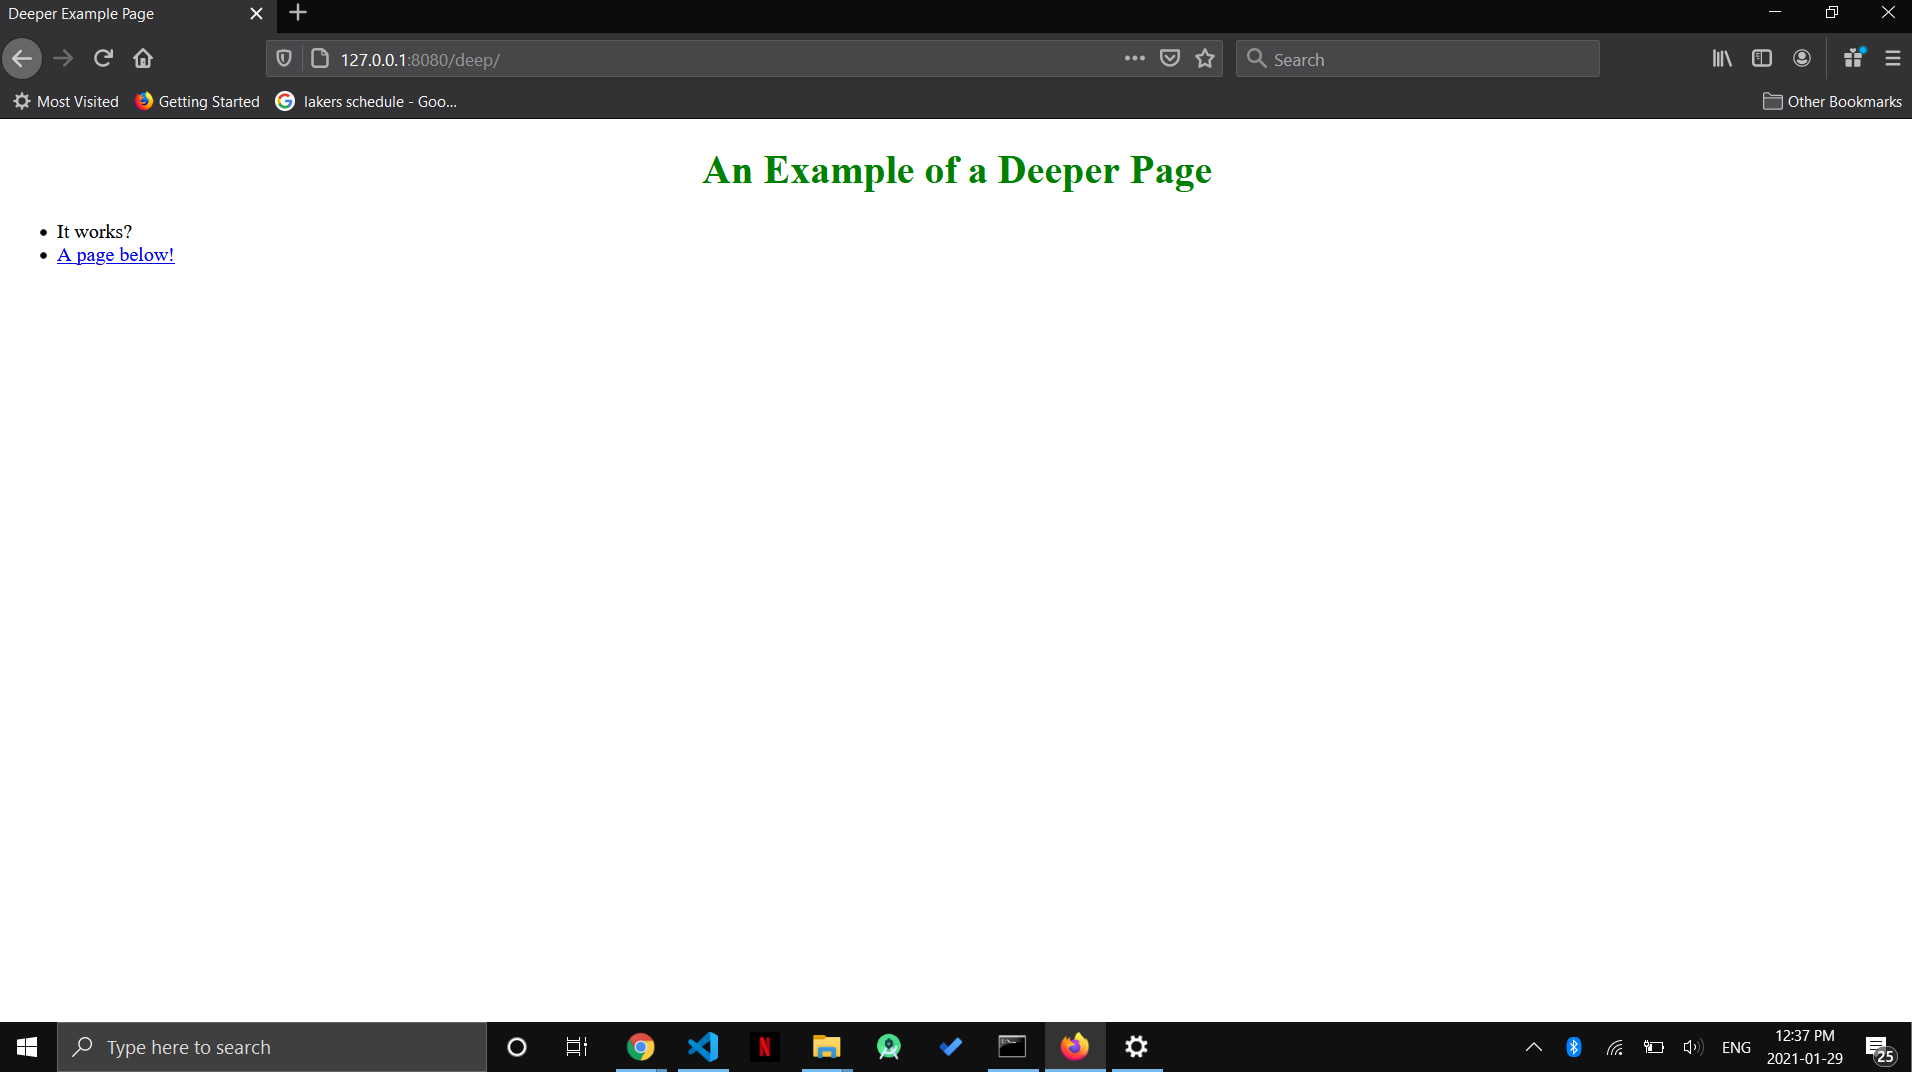 Deeper Example Page
127.0.0.1:8080/deep/
Search
Most Visited
Getting Started
lakers schedule - Goo...
Other Bookmarks
An Example of a Deeper Page
It works?
A page below!
Type here to search
ENG
12:37 PM
2021-01-29
25